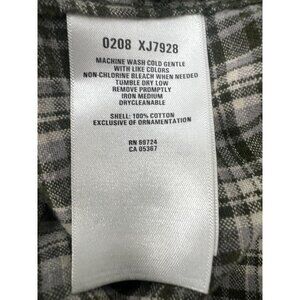 0208 XJ7928
MACHINE WASH COLD GENTLE
WITH LIKE COLORS
NON-CHLORINE BLEACH WHEN NEEDED
TUMBLE DRY LOW
REMOVE PROMPTLY
IRON MEDIUM
DRYCLEANABLE
SHELL: 100% COTTON
EXCLUSIVE OF ORNAMENTATION
RN 89724
CA 05367